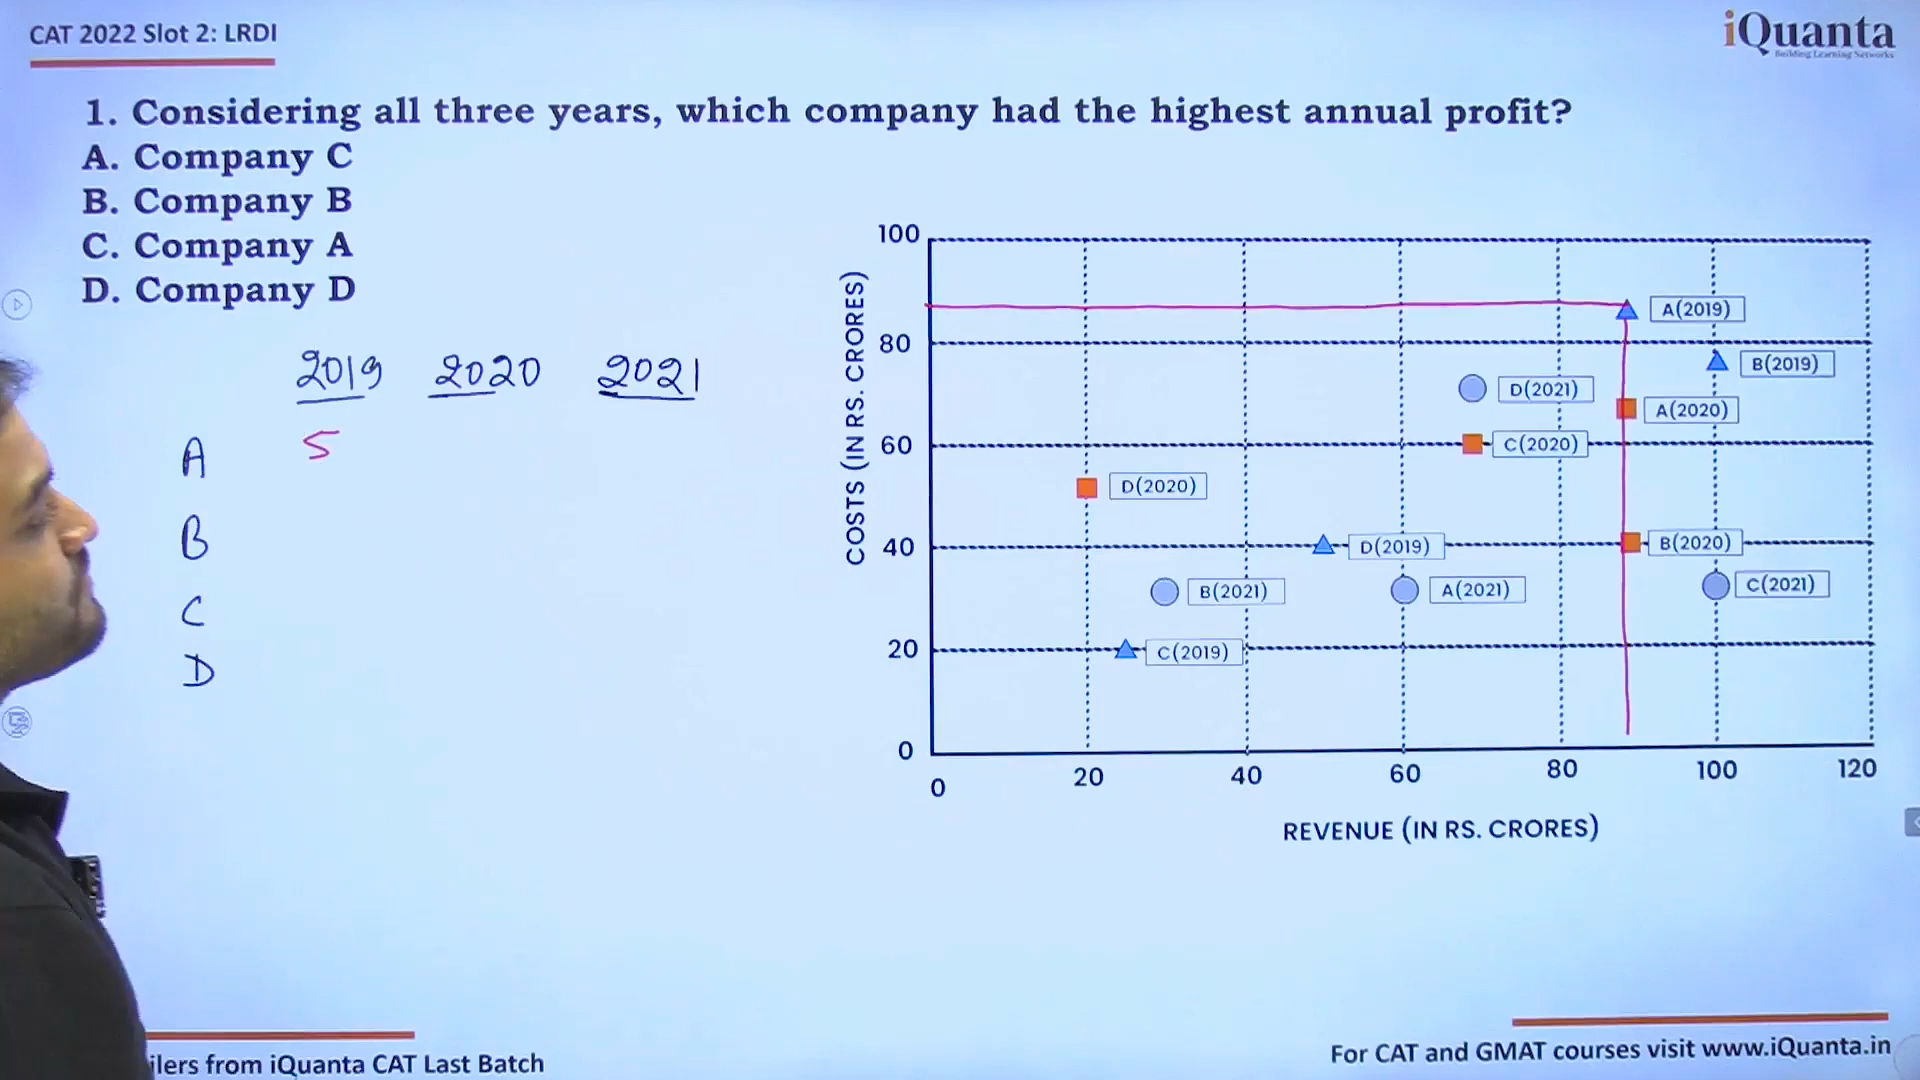 CAT 2022 Slot 2: LRDI
iQuanta
Building Learning Networks
1. Considering all three years, which company had the highest annual profit?
A. Company C
B. Company B
C. Company A
D. Company D
2019 2020 2021
A 5
B
C
D
COSTS (IN RS. CRORES)
100
80
60
40
20
0
A(2019)
B(2019)
D(2021)
A(2020)
C(2020)
D(2020)
D(2019)
B(2020)
B(2021)
A(2021)
C(2021)
C(2019)
0 20 40 60 80 100 120
REVENUE (IN RS. CRORES)
ilers from iQuanta CAT Last Batch
For CAT and GMAT courses visit www.iQuanta.in